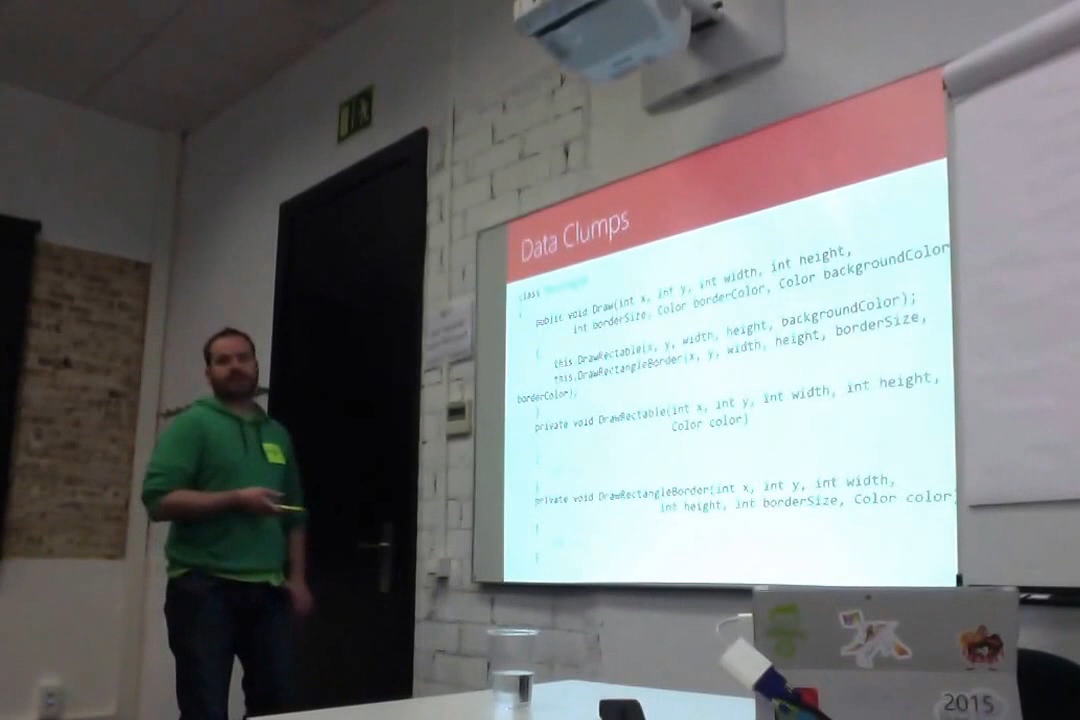 Data Clumps
class
{
public void Draw(int x, int y, int width, int height,
int borderSize, Color borderColor, Color backgroundColor
{
this.DrawRectable(x, y, width, height, backgroundColor);
this.DrawRectangleBorder(x, y, width, height, borderSize,
borderColor);
}
private void DrawRectable(int x, int y, int width, int height,
Color color)
}
private void DrawRectangleBorder(int x, int y, int width,
int height, int borderSize, Color color
2015